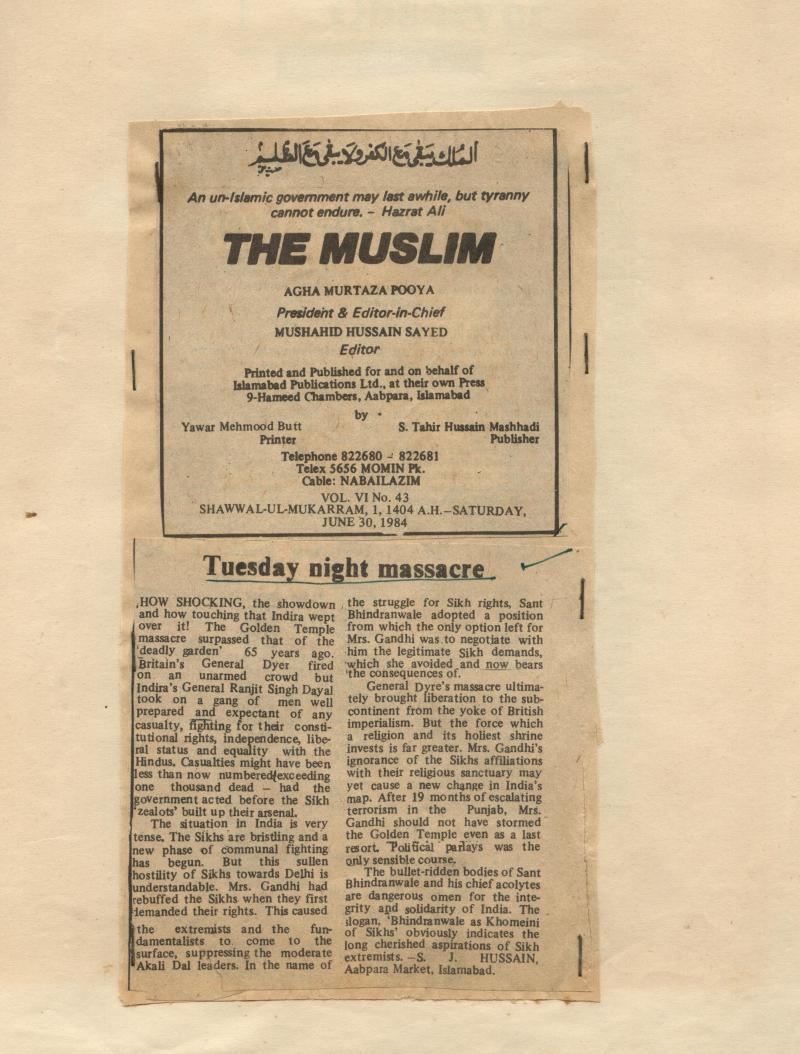 الملك يبقى مع الكفر ولا يبقى مع الظلم
An un-Islamic government may last awhile, but tyranny
cannot endure. – Hazrat Ali
THE MUSLIM
AGHA MURTAZA POOYA
President & Editor-in-Chief
MUSHAHID HUSSAIN SAYED
Editor
Printed and Published for and on behalf of
Islamabad Publications Ltd., at their own Press
9-Hameed Chambers, Aabpara, Islamabad
by
Yawar Mehmood Butt
Printer
S. Tahir Hussain Mashhadi
Publisher
Telephone 822680 – 822681
Telex 5656 MOMIN Pk.
Cable: NABAILAZIM
VOL. VI No. 43
SHAWWAL-UL-MUKARRAM, 1, 1404 A.H.–SATURDAY,
JUNE 30, 1984
Tuesday night massacre
HOW SHOCKING, the showdown
and how touching that Indira wept
over it! The Golden Temple
massacre surpassed that of the
'deadly garden' 65 years ago.
Britain's General Dyer fired
on an unarmed crowd but
Indira's General Ranjit Singh Dayal
took on a gang of men well
prepared and expectant of any
casualty, fighting for their consti-
tutional rights, independence, libe-
ral status and equality with the
Hindus. Casualties might have been
less than now numbered exceeding
one thousand dead – had the
government acted before the Sikh
'zealots' built up their arsenal.
The situation in India is very
tense. The Sikhs are bristling and a
new phase of communal fighting
has begun. But this sullen
hostility of Sikhs towards Delhi is
understandable. Mrs. Gandhi had
rebuffed the Sikhs when they first
demanded their rights. This caused
the extremists and the fun-
damentalists to come to the
surface, suppressing the moderate
Akali Dal leaders. In the name of
the struggle for Sikh rights, Sant
Bhindranwale adopted a position
from which the only option left for
Mrs. Gandhi was to negotiate with
him the legitimate Sikh demands,
which she avoided and now bears
the consequences of.
General Dyre's massacre ultima-
tely brought liberation to the sub-
continent from the yoke of British
imperialism. But the force which
a religion and its holiest shrine
invests is far greater. Mrs. Gandhi's
ignorance of the Sikhs affiliations
with their religious sanctuary may
yet cause a new change in India's
map. After 19 months of escalating
terrorism in the Punjab, Mrs.
Gandhi should not have stormed
the Golden Temple even as a last
resort. Political parlays was the
only sensible course.
The bullet-ridden bodies of Sant
Bhindranwale and his chief acolytes
are dangerous omen for the inte-
grity and solidarity of India. The
slogan, 'Bhindranwale as Khomeini
of Sikhs' obviously indicates the
long cherished aspirations of Sikh
extremists. –S. J. HUSSAIN,
Aabpara Market, Islamabad.